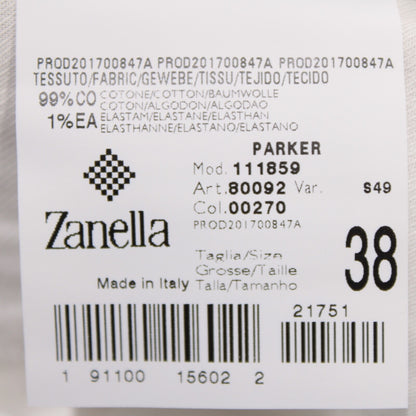 PROD201700847A PROD201700847A PROD201700847A
TESSUTO/FABRIC/GEWEBE/TISSU/TEJIDO/TECIDO
99% CO COTONE/COTTON/BAUMWOLLE
COTON/ALGODON/ALGODAO
1% EA ELASTAM/ELASTANE/ELASTHAN
ELASTHANNE/ELASTANO/ELASTANO
PARKER
Mod. 111859
Art. 80092 Var. S49
Col. 00270
PROD201700847A
Zanella
Taglia/Size
Grosse/Taille
Talla/Tamanho
38
Made in Italy
21751
1 91100 15602 2